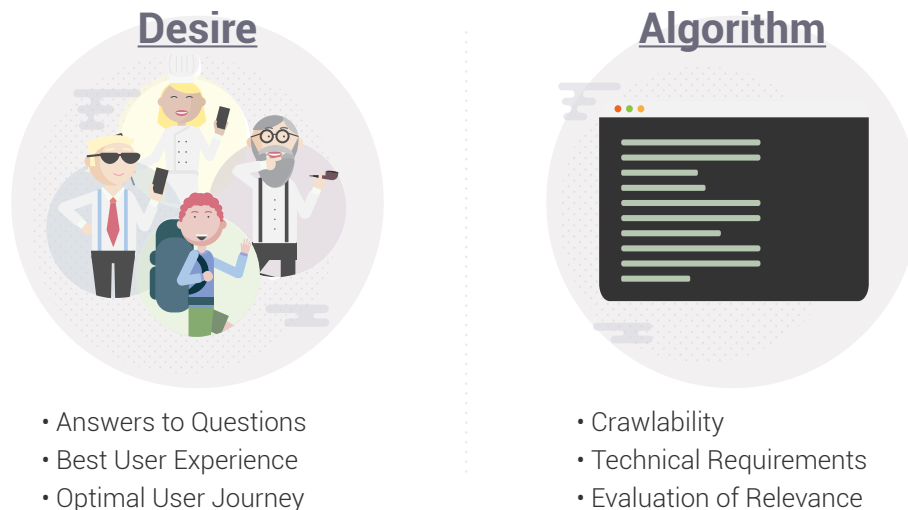 Desire
Algorithm
• Answers to Questions
• Best User Experience
• Optimal User Journey
• Crawlability
• Technical Requirements
• Evaluation of Relevance